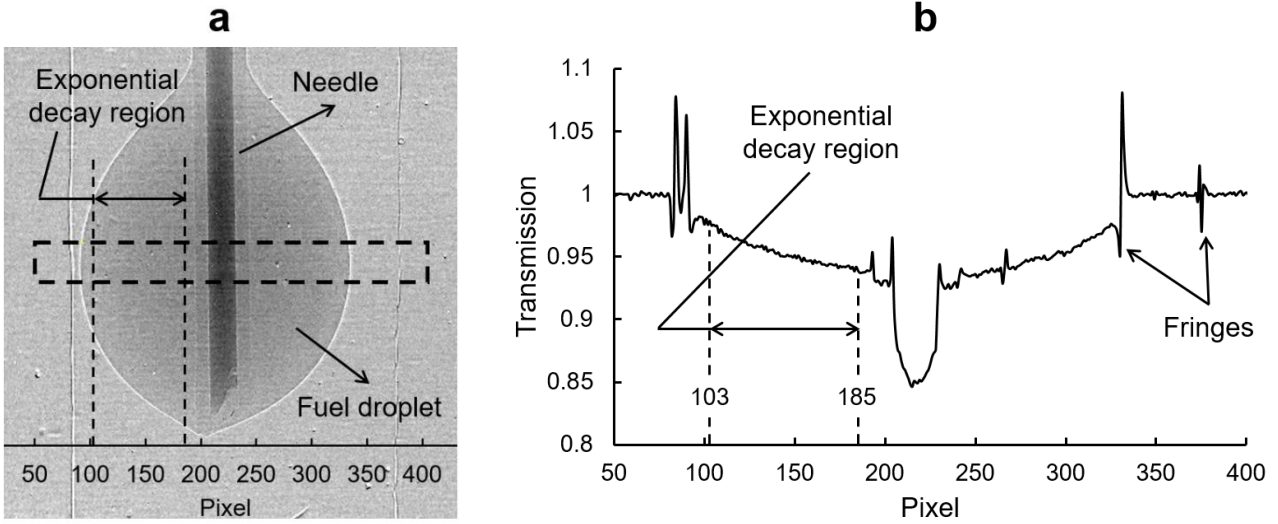 a
Exponential
decay region
Needle
Fuel droplet
50 100 150 200 250 300 350 400
Pixel
b
1.1
1.05
1
0.95
0.9
0.85
0.8
Transmission
Exponential
decay region
Fringes
103
185
50 100 150 200 250 300 350 400
Pixel